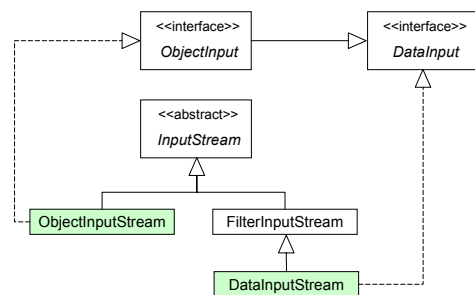 <<interface>>
ObjectInput
<<interface>>
DataInput
<<abstract>>
InputStream
ObjectInputStream
FilterInputStream
DataInputStream